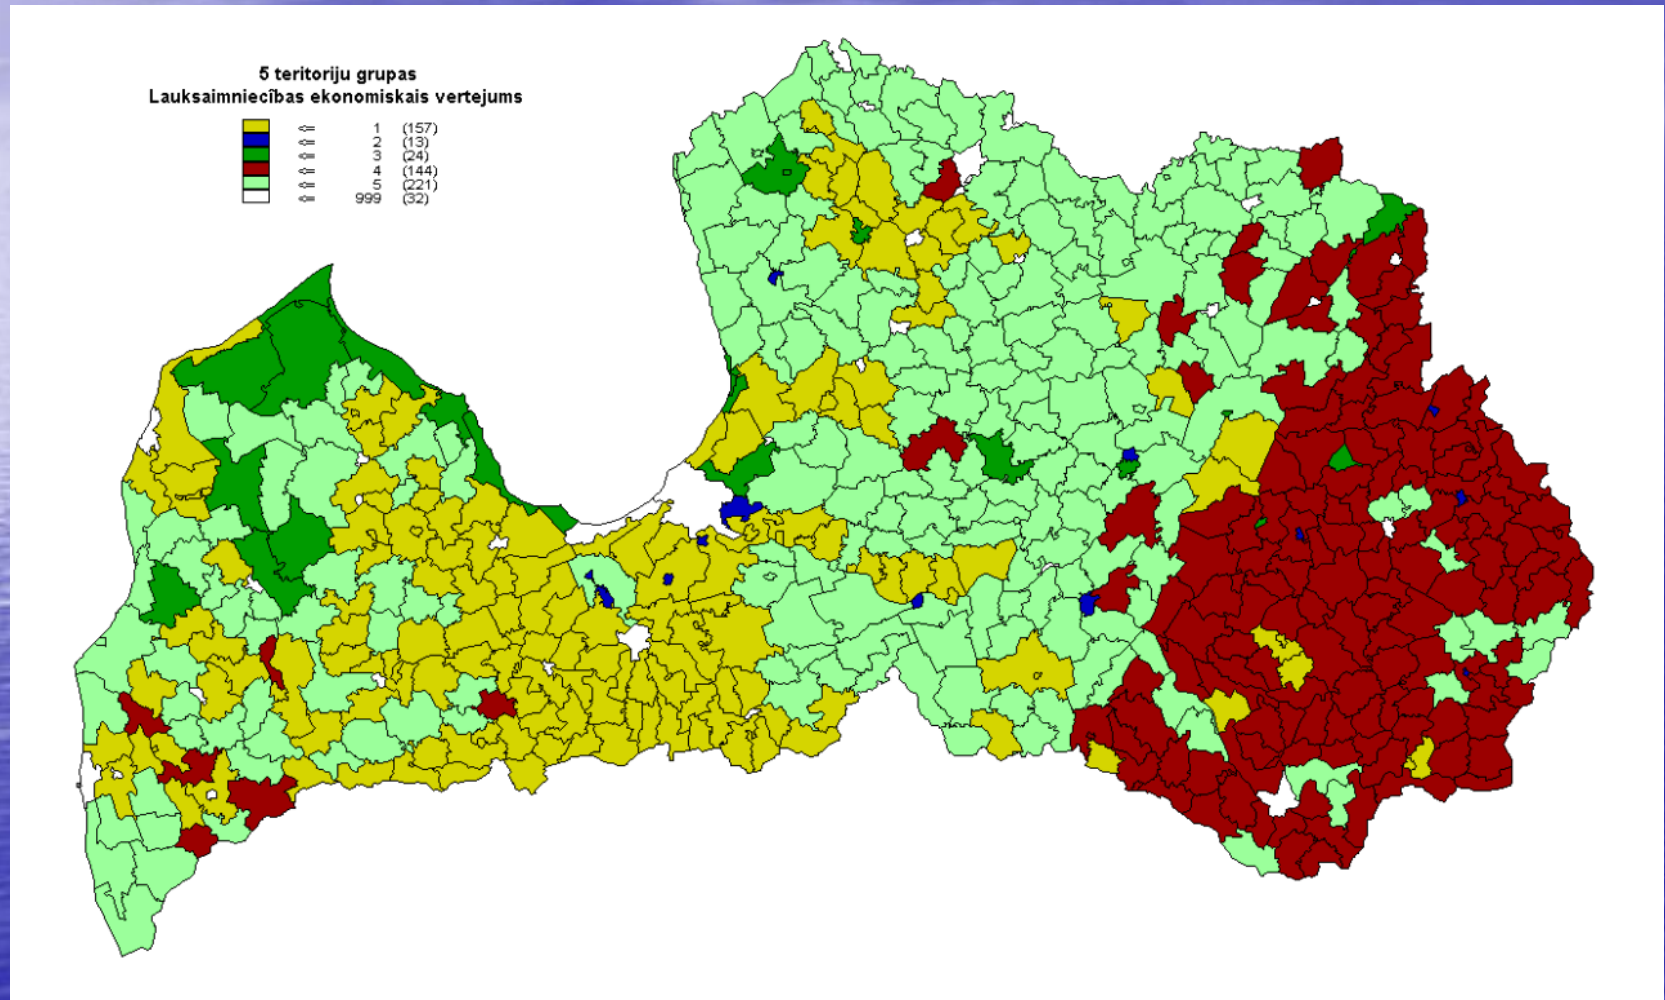 5 teritoriju grupas
Lauksaimniecības ekonomiskais vertejums
⇦ 1 (157)
⇦ 2 (13)
⇦ 3 (24)
⇦ 4 (144)
⇦ 5 (221)
⇦ 999 (32)